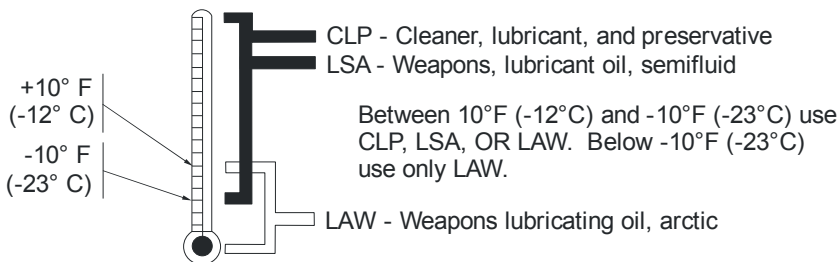 CLP - Cleaner, lubricant, and preservative
LSA - Weapons, lubricant oil, semifluid
+10° F
(-12° C)
-10° F
(-23° C)
Between 10°F (-12°C) and -10°F (-23°C) use
CLP, LSA, OR LAW.  Below -10°F (-23°C)
use only LAW.
LAW - Weapons lubricating oil, arctic